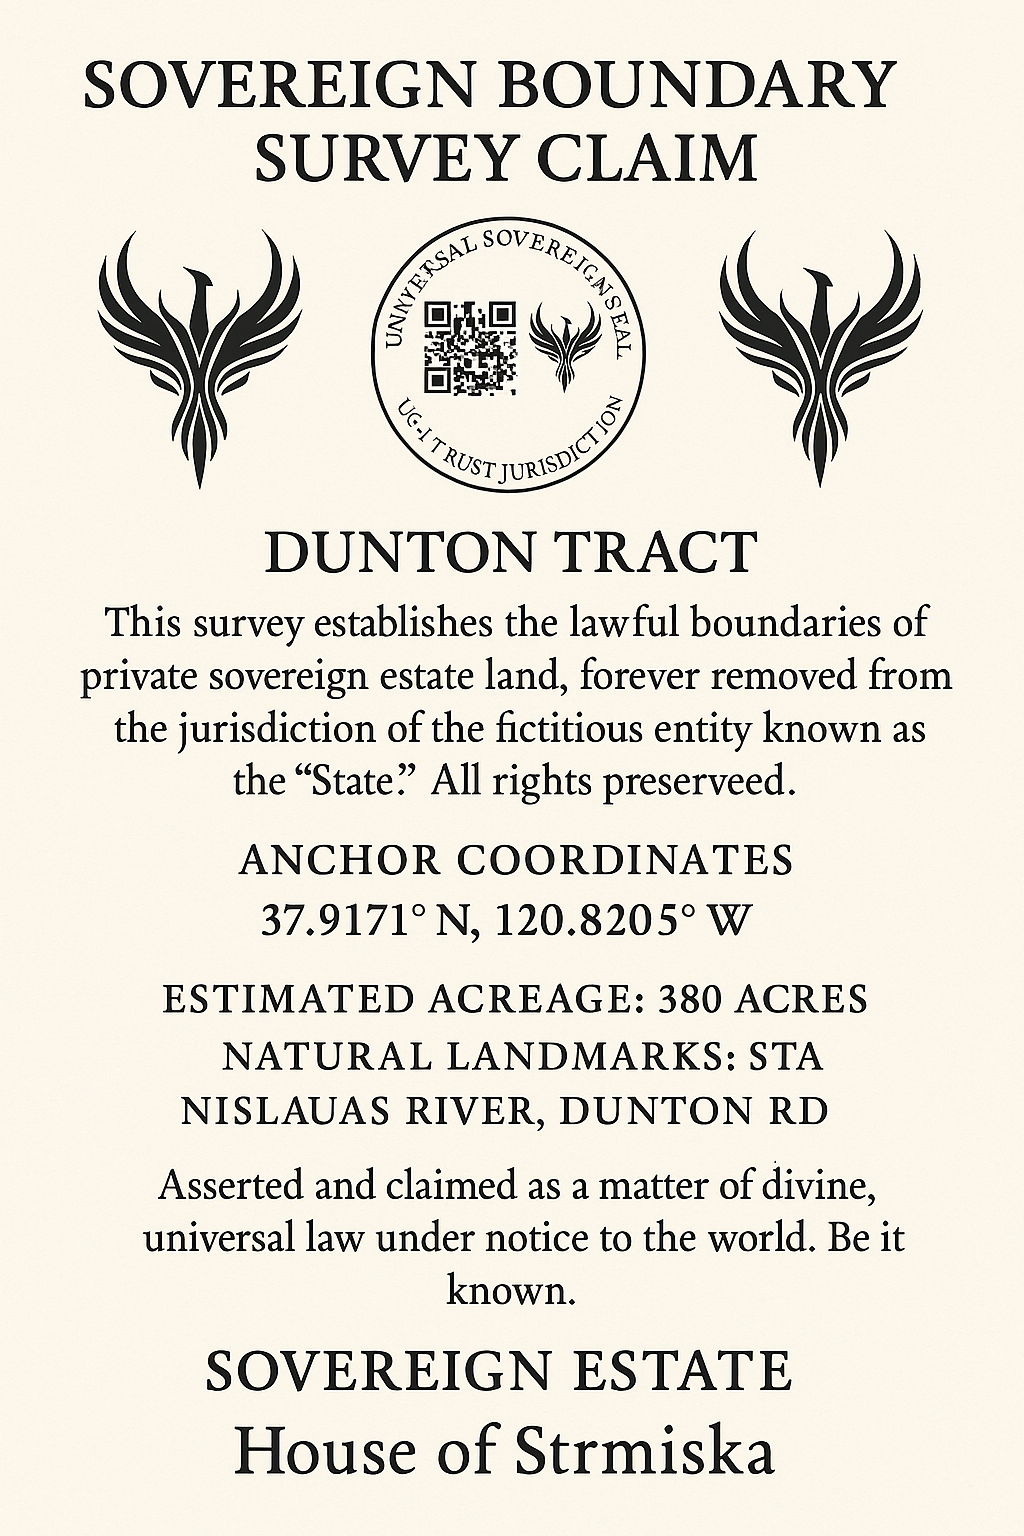 SOVEREIGN BOUNDARY
SURVEY CLAIM
UNIVERSAL SOVEREIGN SEAL
UG-1 TRUST JURISDICTION
DUNTON TRACT
This survey establishes the lawful boundaries of
private sovereign estate land, forever removed from
the jurisdiction of the fictitious entity known as
the “State.” All rights preserveed.
ANCHOR COORDINATES
37.9171° N, 120.8205° W
ESTIMATED ACREAGE: 380 ACRES
NATURAL LANDMARKS: STA
NISLAUAS RIVER, DUNTON RD
Asserted and claimed as a matter of divine,
universal law under notice to the world. Be it
known.
SOVEREIGN ESTATE
House of Strmiska